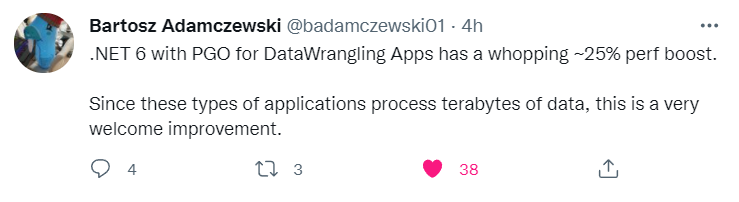 Bartosz Adamczewski @badamczewski01 · 4h
.NET 6 with PGO for DataWrangling Apps has a whopping ~25% perf boost.
Since these types of applications process terabytes of data, this is a very
welcome improvement.
4 3 38